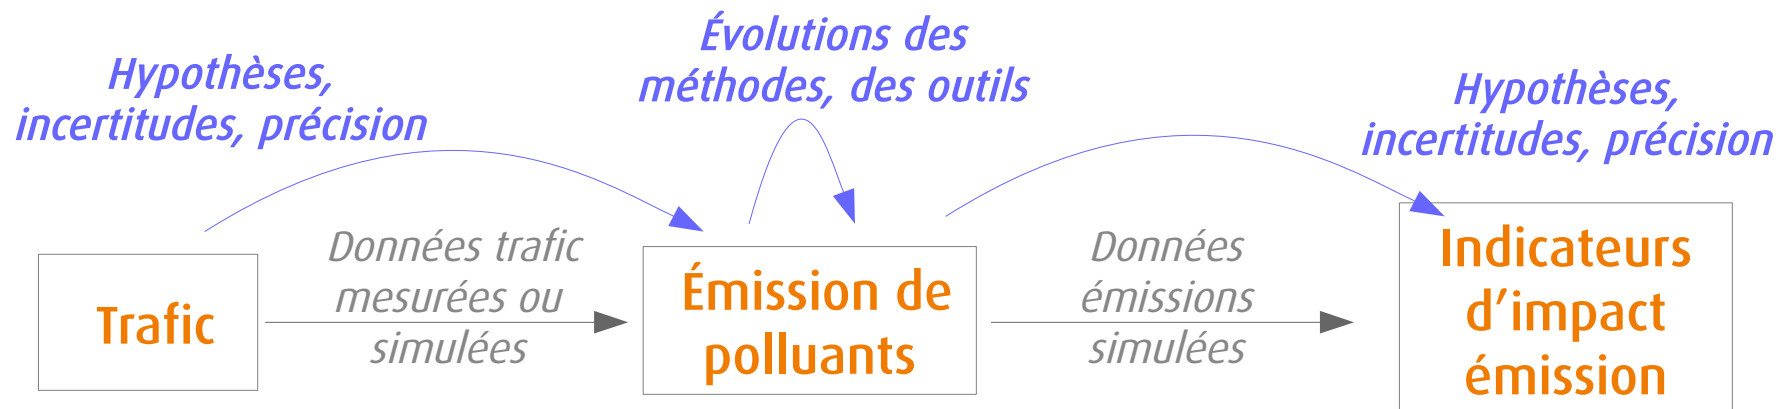 Évolutions des
méthodes, des outils
Hypothèses,
incertitudes, précision
Hypothèses,
incertitudes, précision
Trafic
Données trafic
mesurées ou
simulées
Émission de
polluants
Données
émissions
simulées
Indicateurs
d’impact
émission